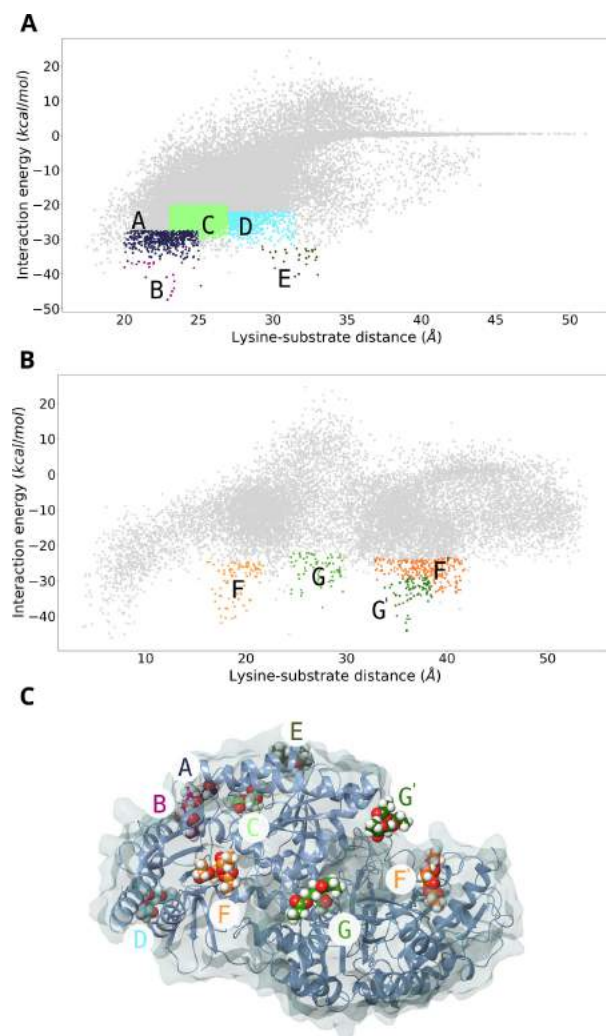 A
Interaction energy (kcal/mol)
20
10
0
−10
−20
−30
−40
−50
A
B
C
D
E
20 25 30 35 40 45 50
Lysine-substrate distance (Å)
B
Interaction energy (kcal/mol)
20
10
0
−10
−20
−30
−40
F
G
F'
G'
10 20 30 40 50
Lysine-substrate distance (Å)
C
E
A
B
C
G'
F
F'
D
G